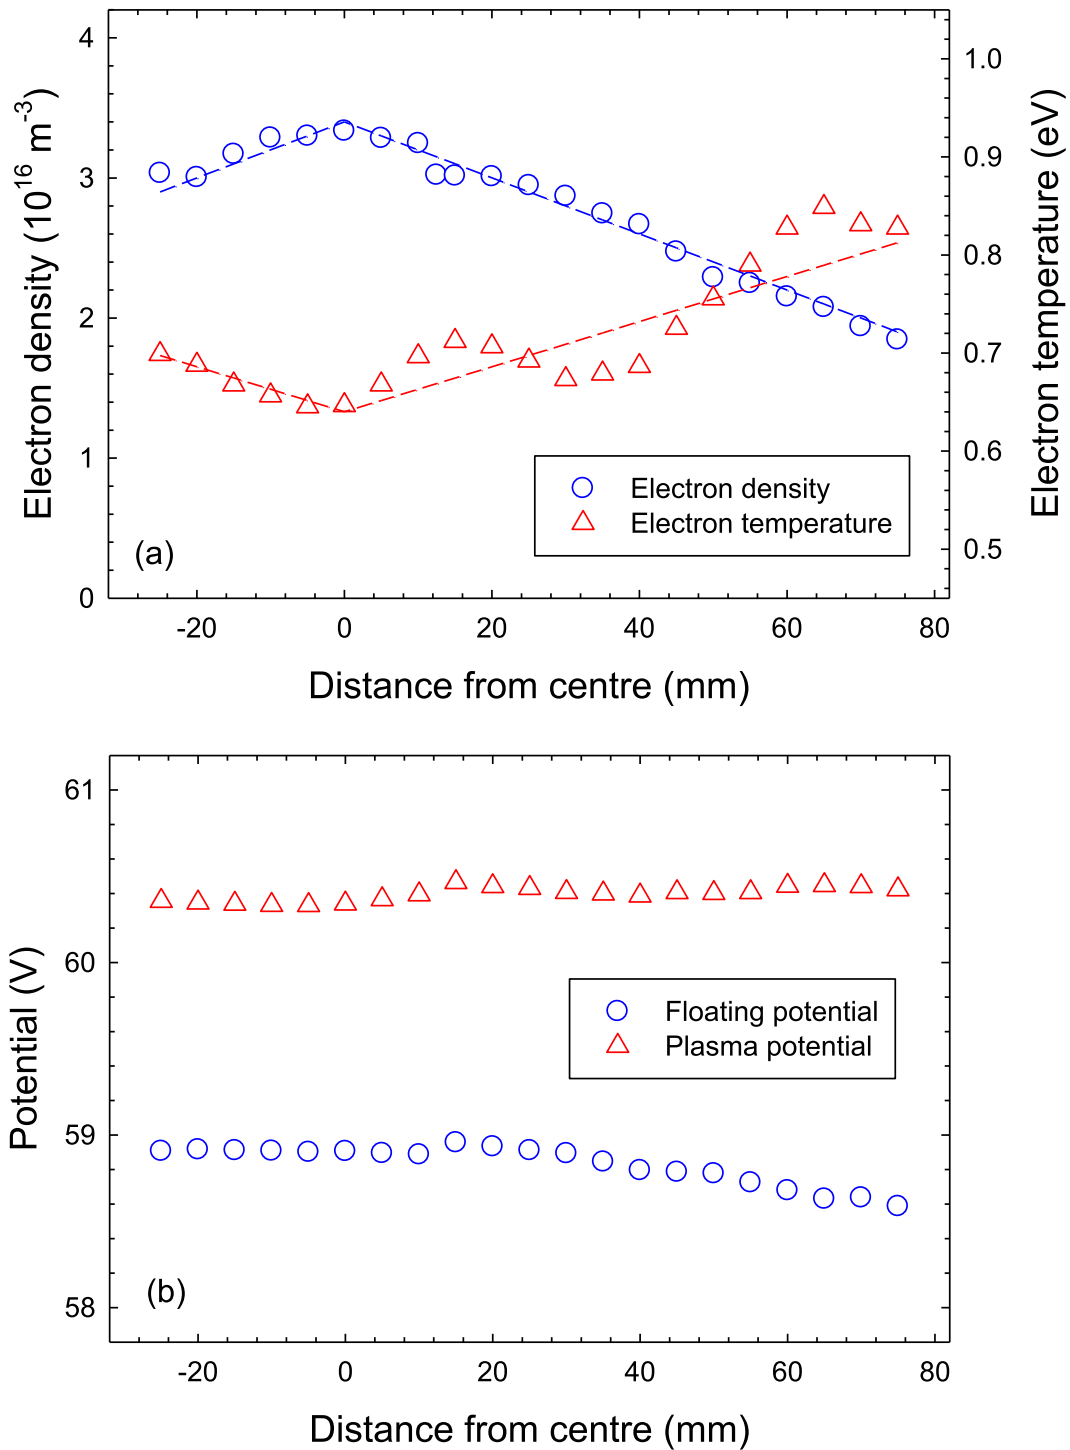 4
3
2
1
0
Electron density (10^16 m^-3)
1.0
0.9
0.8
0.7
0.6
0.5
Electron temperature (eV)
Electron density
Electron temperature
(a)
-20 0 20 40 60 80
Distance from centre (mm)
61
60
59
58
Potential (V)
Floating potential
Plasma potential
(b)
-20 0 20 40 60 80
Distance from centre (mm)